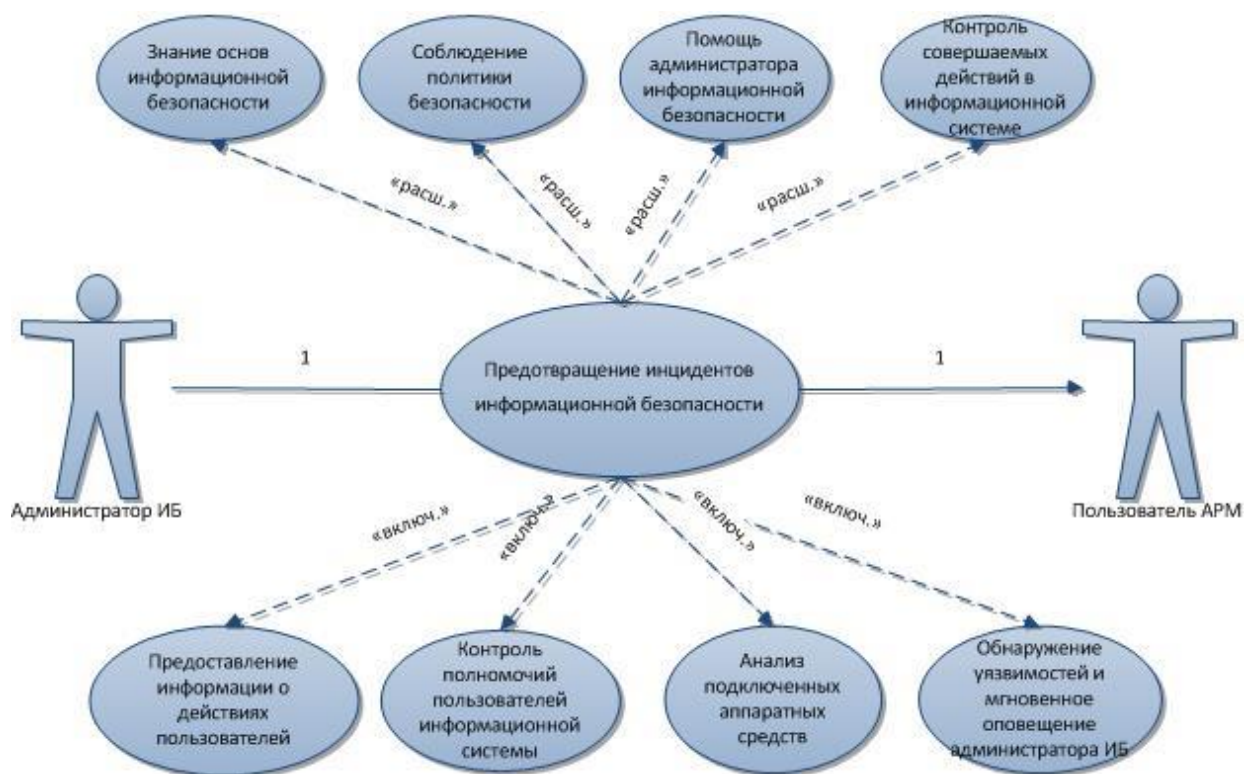 Знание основ
информационной
безопасности
Соблюдение
политики
безопасности
Помощь
администратора
информационной
безопасности
Контроль
совершаемых
действий в
информационной
системе
«расш.»
«расш.»
«расш.»
«расш.»
1
Предотвращение инцидентов
информационной безопасности
1
Администратор ИБ
Пользователь АРМ
«включ.»
«включ.»
«включ.»
«включ.»
Предоставление
информации о
действиях
пользователей
Контроль
полномочий
пользователей
информационной
системы
Анализ
подключенных
аппаратных
средств
Обнаружение
уязвимостей и
мгновенное
оповещение
администратора ИБ